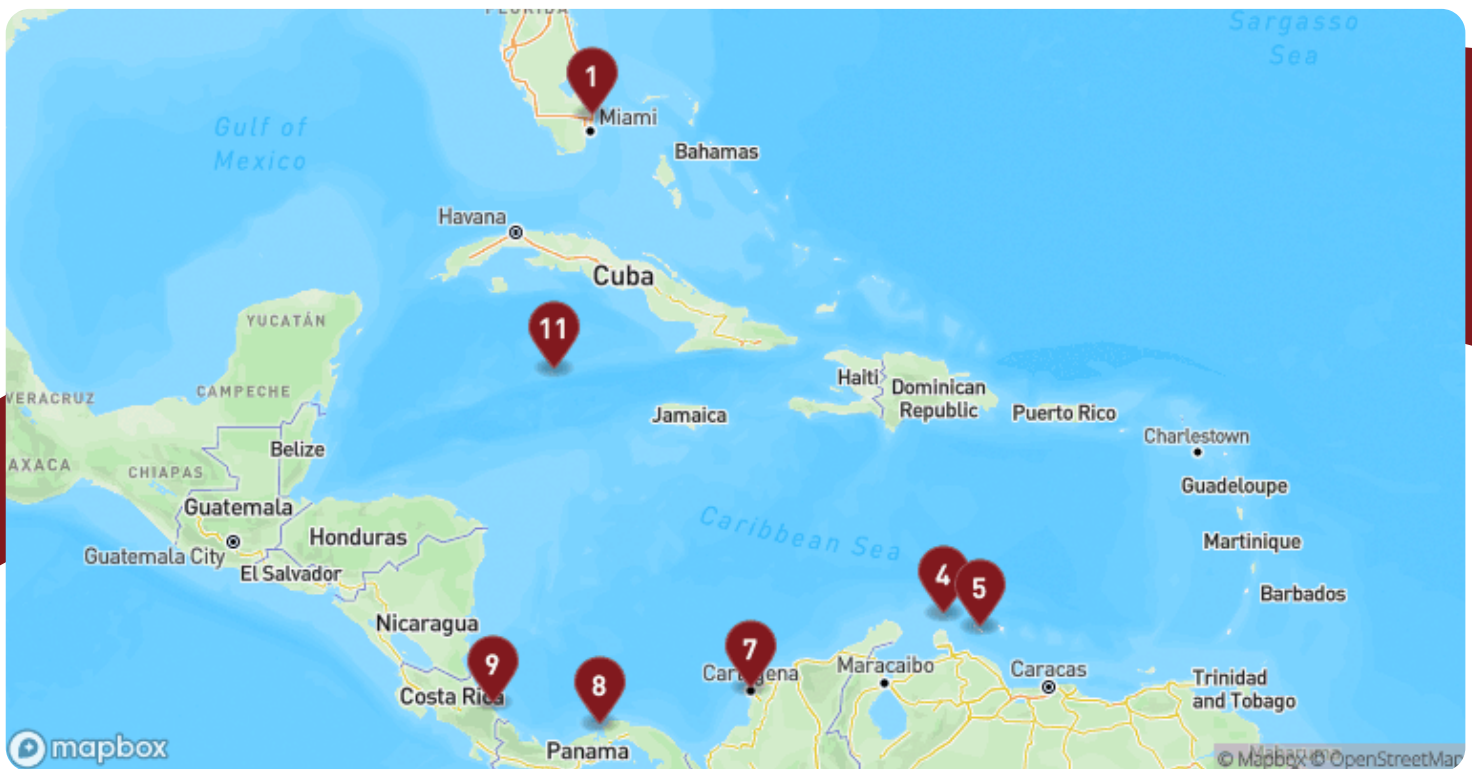 FLORIDA
Sargasso
Sea
1
Miami
Gulf of
Mexico
Bahamas
Havana
Cuba
YUCATÁN
11
CAMPECHE
VERACRUZ
Haiti
Dominican
Republic
Jamaica
Puerto Rico
Charlestown
Belize
AXACA
CHIAPAS
Guadeloupe
Guatemala
Caribbean Sea
Honduras
Martinique
Guatemala City
El Salvador
4
5
Barbados
Nicaragua
7
9
Maracaibo
Cartagena
Caracas
8
Costa Rica
Trinidad
and Tobago
Panama
mapbox
© Mapbox © OpenStreetMap